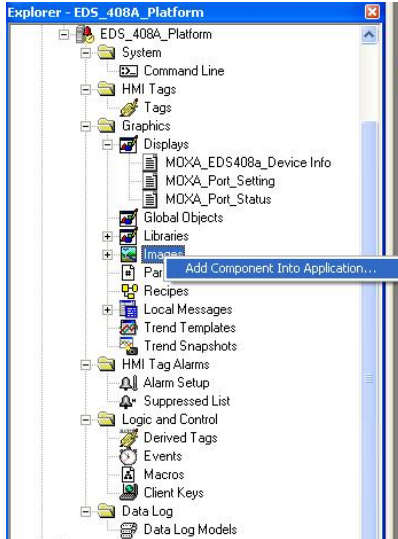 Explorer - EDS_408A_Platform
EDS_408A_Platform
System
Command Line
HMI Tags
Tags
Graphics
Displays
MOXA_EDS408a_Device Info
MOXA_Port_Setting
MOXA_Port_Status
Global Objects
Libraries
Images
Add Component Into Application...
Par
Recipes
Local Messages
Trend Templates
Trend Snapshots
HMI Tag Alarms
Alarm Setup
Suppressed List
Logic and Control
Derived Tags
Events
Macros
Client Keys
Data Log
Data Log Models